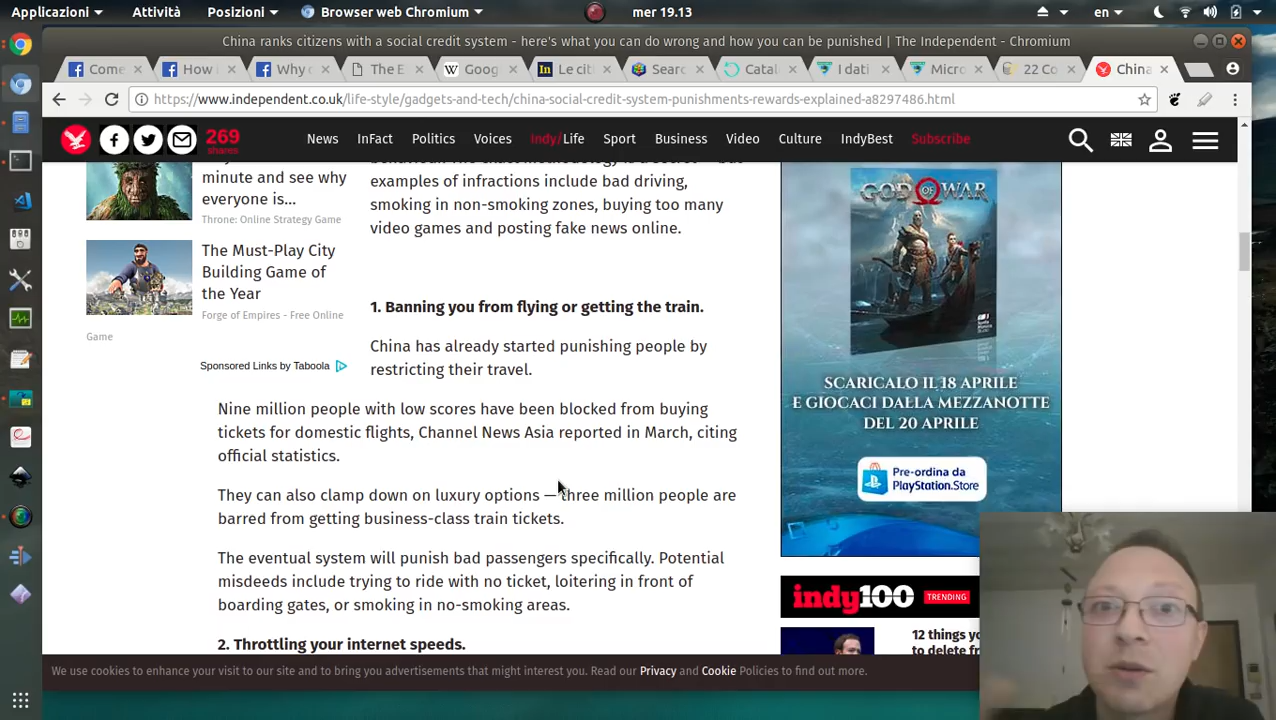 Applicazioni
Attività
Posizioni
Browser web Chromium
mer 19.13
en
China ranks citizens with a social credit system - here's what you can do wrong and how you can be punished | The Independent - Chromium
Come
How i
Why c
The E
Goog
Le cit
Searc
Catal
I dati
Micro
22 Co
China
https://www.independent.co.uk/life-style/gadgets-and-tech/china-social-credit-system-punishments-rewards-explained-a8297486.html
269
shares
News
InFact
Politics
Voices
Indy/Life
Sport
Business
Video
Culture
IndyBest
Subscribe
minute and see why
everyone is...
Throne: Online Strategy Game
The Must-Play City
Building Game of
the Year
Forge of Empires - Free Online
Game
Sponsored Links by Taboola
examples of infractions include bad driving,
smoking in non-smoking zones, buying too many
video games and posting fake news online.
1. Banning you from flying or getting the train.
China has already started punishing people by
restricting their travel.
Nine million people with low scores have been blocked from buying
tickets for domestic flights, Channel News Asia reported in March, citing
official statistics.
They can also clamp down on luxury options — three million people are
barred from getting business-class train tickets.
The eventual system will punish bad passengers specifically. Potential
misdeeds include trying to ride with no ticket, loitering in front of
boarding gates, or smoking in no-smoking areas.
2. Throttling your internet speeds.
GOD OF WAR
SCARICALO IL 18 APRILE
E GIOCACI DALLA MEZZANOTTE
DEL 20 APRILE
Pre-ordina da
PlayStation.Store
indy100
TRENDING
12 things yo
to delete fr
We use cookies to enhance your visit to our site and to bring you advertisements that might interest you. Read our Privacy and Cookie Policies to find out more.